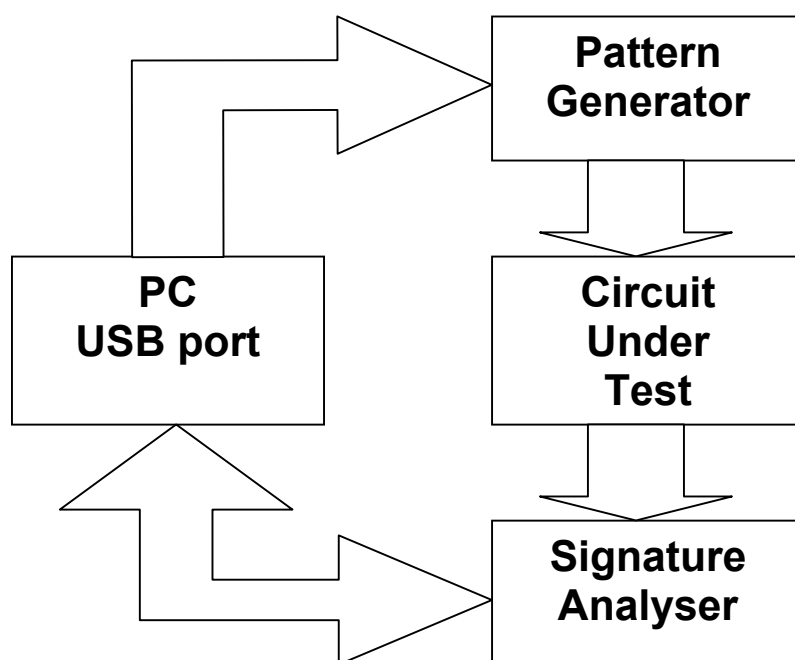 Pattern
Generator
PC
USB port
Circuit
Under
Test
Signature
Analyser